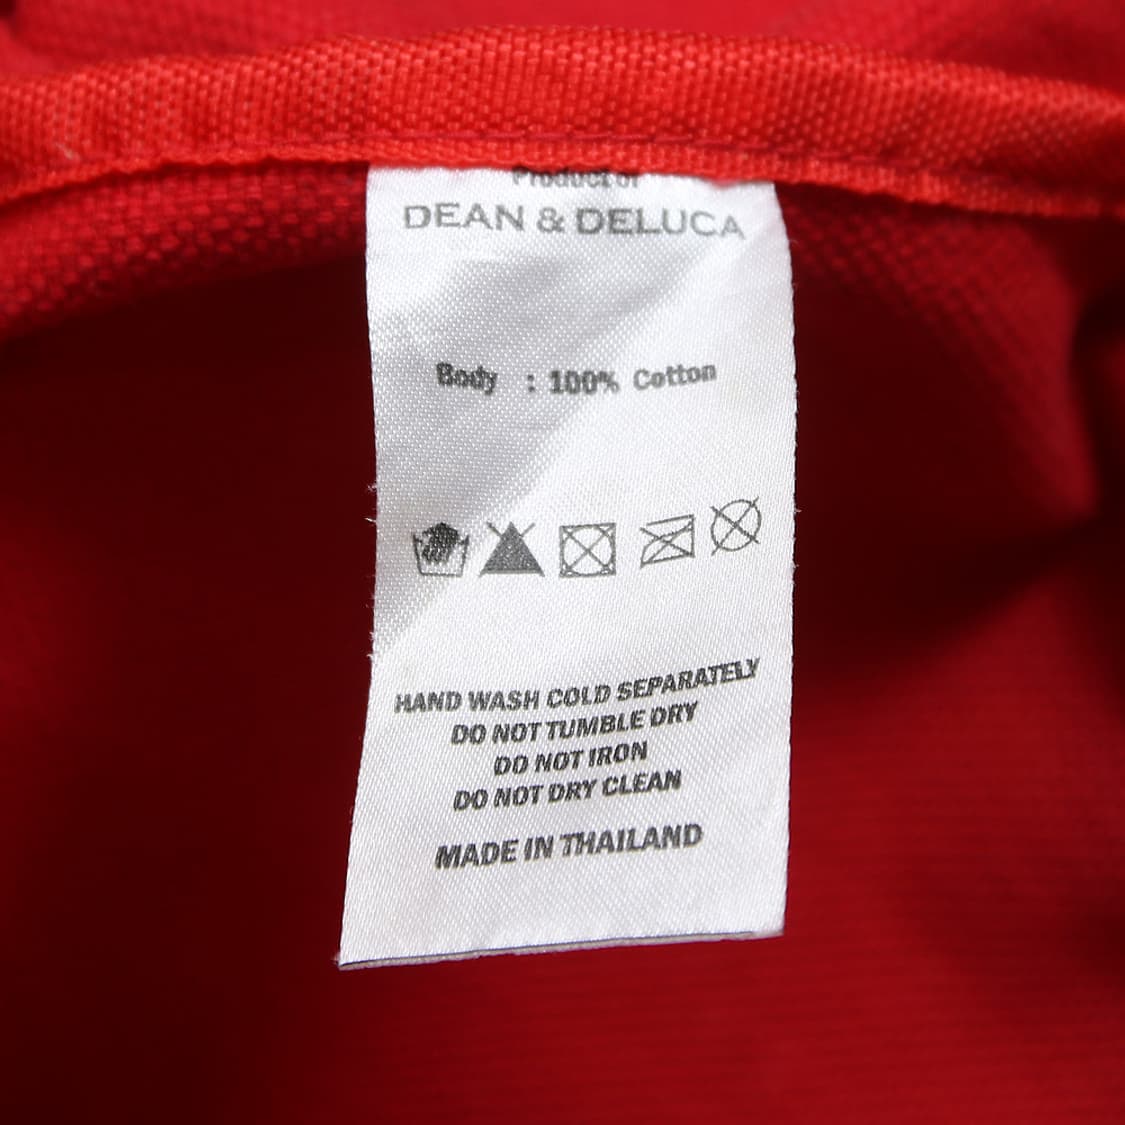 Product of
DEAN & DELUCA
Body : 100% Cotton
HAND WASH COLD SEPARATELY
DO NOT TUMBLE DRY
DO NOT IRON
DO NOT DRY CLEAN
MADE IN THAILAND